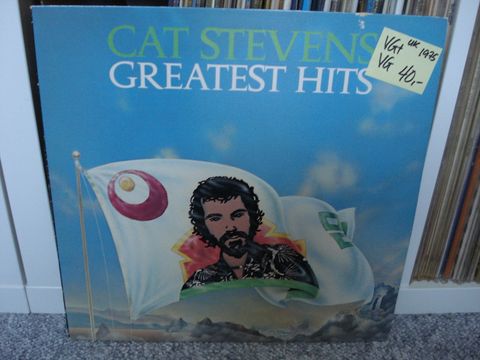 CAT STEVENS
GREATEST HITS
VG+ UK 1975
VG 40,-